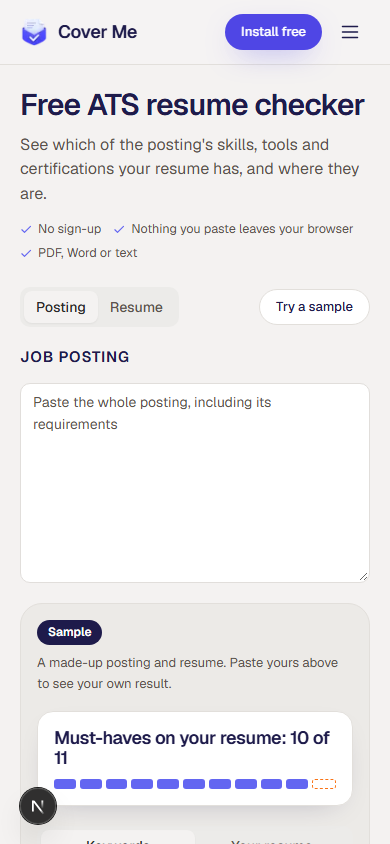 Cover Me
Install free
Free ATS resume checker
See which of the posting's skills, tools and
certifications your resume has, and where they
are.
No sign-up
Nothing you paste leaves your browser
PDF, Word or text
Posting
Resume
Try a sample
JOB POSTING
Paste the whole posting, including its
requirements
Sample
A made-up posting and resume. Paste yours above
to see your own result.
Must-haves on your resume: 10 of
11
N
Keywords
Your resume